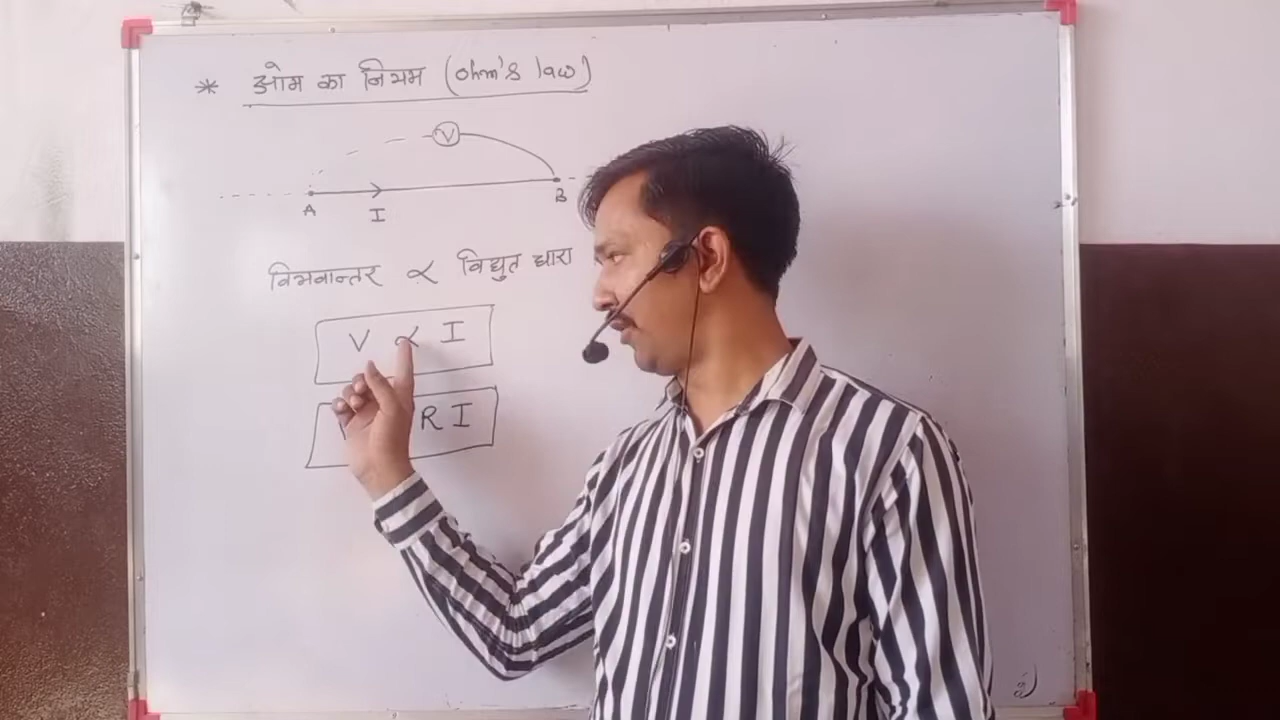 * ओम का नियम (ohm's law)
V
A I B
विभवान्तर ∝ विद्युत धारा
V ∝ I
R I